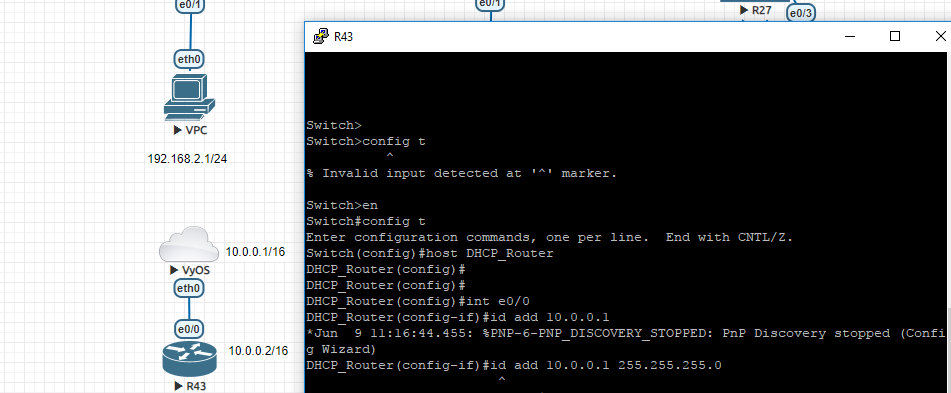 e0/1
e0/1
R27
e0/3
R43
eth0
VPC
192.168.2.1/24
10.0.0.1/16
VyOS
eth0
e0/0
10.0.0.2/16
R43
Switch>
Switch>config t
^
% Invalid input detected at '^' marker.
Switch>en
Switch#config t
Enter configuration commands, one per line.  End with CNTL/Z.
Switch(config)#host DHCP_Router
DHCP_Router(config)#
DHCP_Router(config)#
DHCP_Router(config)#int e0/0
DHCP_Router(config-if)#id add 10.0.0.1
*Jun  9 11:16:44.455: %PNP-6-PNP_DISCOVERY_STOPPED: PnP Discovery stopped (Confi
g Wizard)
DHCP_Router(config-if)#id add 10.0.0.1 255.255.255.0
^